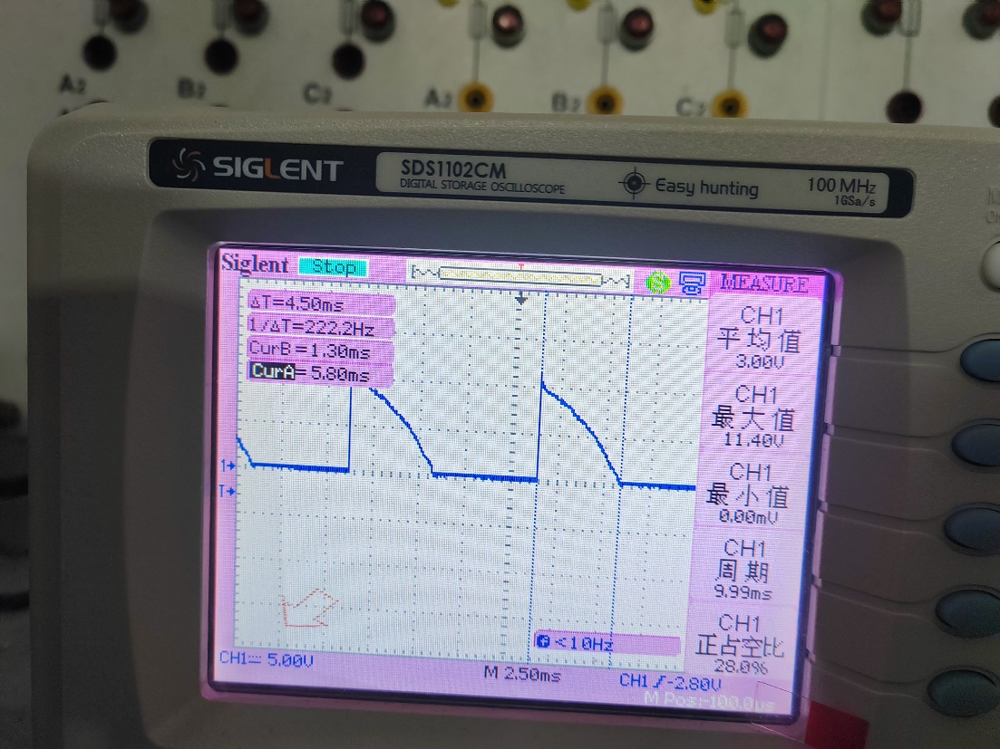 A2
B2
C2
A2
B2
C2
SIGLENT
SDS1102CM
DIGITAL STORAGE OSCILLOSCOPE
Easy hunting
100 MHz
1GSa/s
Siglent
Stop
T
MEASURE
ΔT=4.50ms
1/ΔT=222.2Hz
CurB=1.30ms
CurA=5.80ms
1
T
CH1
平均值
3.00V
CH1
最大值
11.40V
CH1
最小值
0.00mV
CH1
周期
9.99ms
CH1
正占空比
28.0%
<10Hz
CH1 5.00V
M 2.50ms
CH1 -2.80V
M Pos:-100.0us